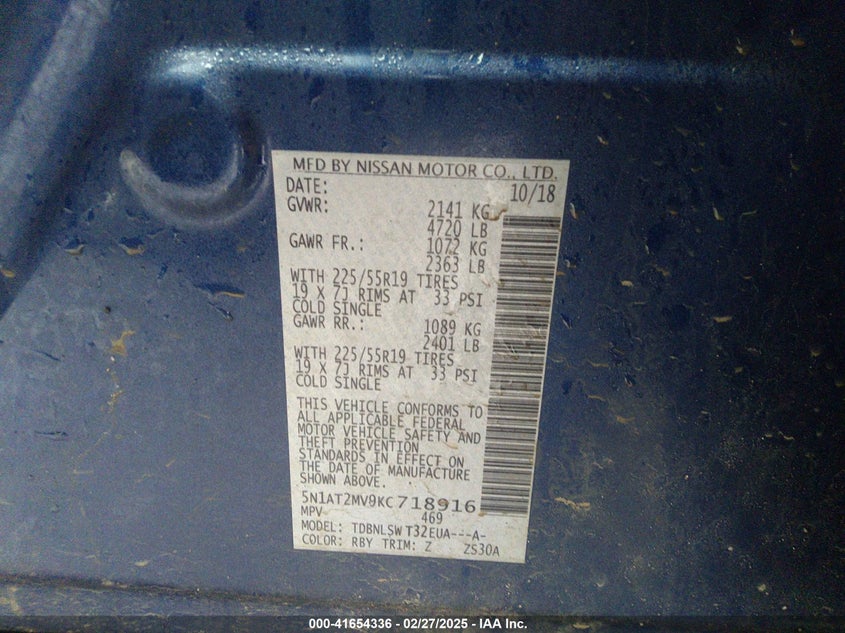 MFD BY NISSAN MOTOR CO., LTD.
DATE: 10/18
GVWR: 2141 KG
4720 LB
GAWR FR.: 1072 KG
2363 LB
WITH 225/55R19 TIRES
19 X 7J RIMS AT 33 PSI
COLD SINGLE
GAWR RR.: 1089 KG
2401 LB
WITH 225/55R19 TIRES
19 X 7J RIMS AT 33 PSI
COLD SINGLE
THIS VEHICLE CONFORMS TO
ALL APPLICABLE FEDERAL
MOTOR VEHICLE SAFETY AND
THEFT PREVENTION
STANDARDS IN EFFECT ON
THE DATE OF MANUFACTURE
SHOWN ABOVE.
5N1AT2MV9KC718916
MPV 469
MODEL: TDBNLSW T32EUA---A-
COLOR: RBY TRIM: Z ZS30A
000-41654336 - 02/27/2025 - IAA Inc.